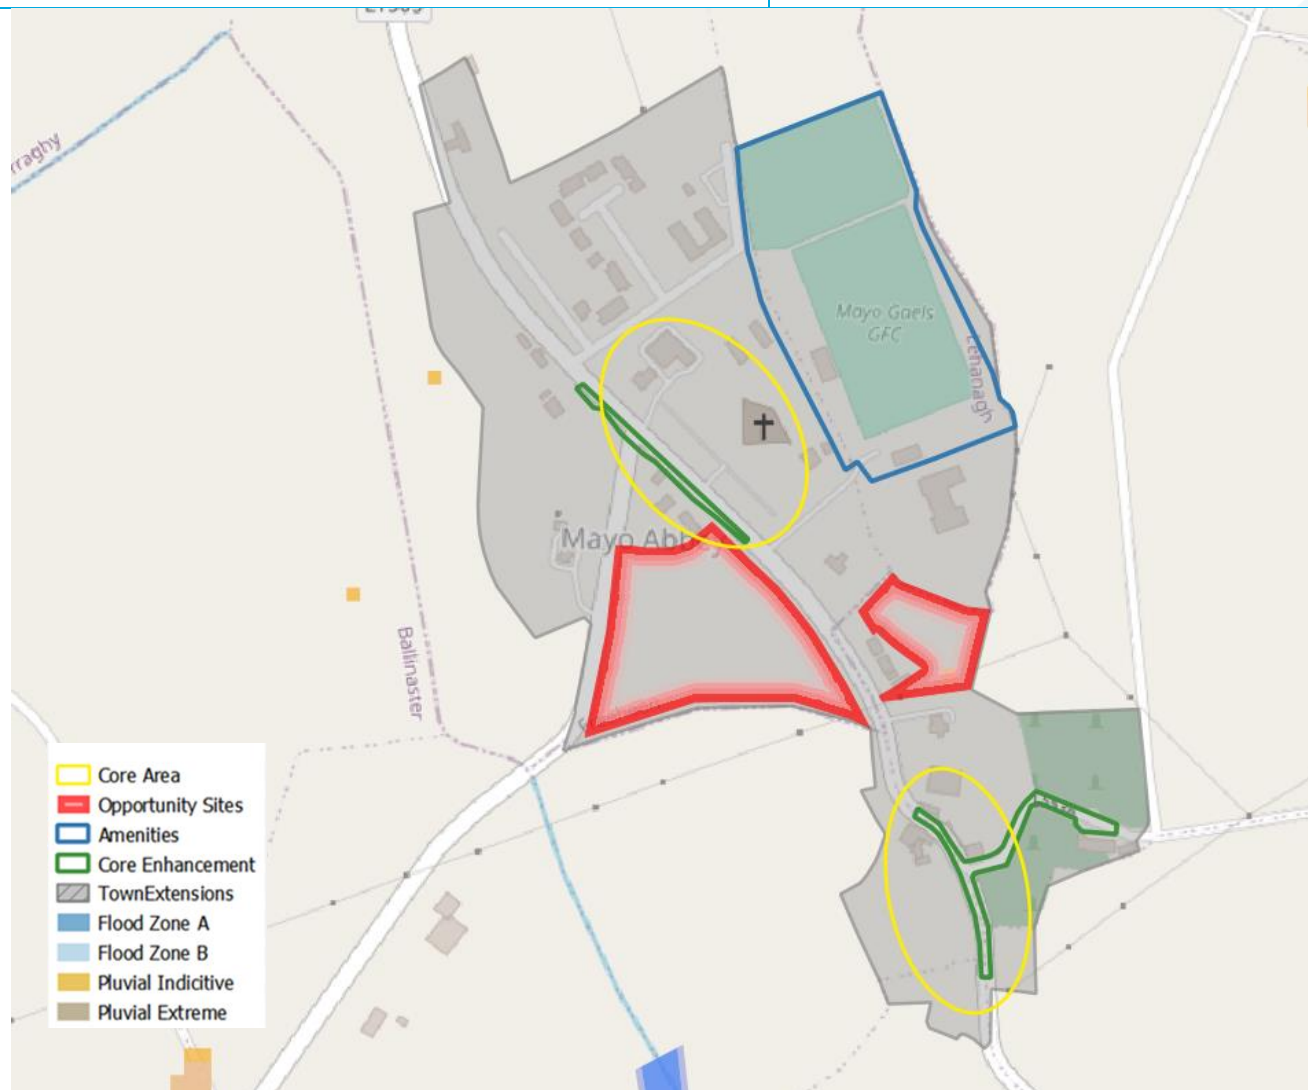 rraghy
Mayo Gaels
GFC
Lehanagh
Mayo Abbey
Ballinaster
Core Area
Opportunity Sites
Amenities
Core Enhancement
TownExtensions
Flood Zone A
Flood Zone B
Pluvial Indicitive
Pluvial Extreme